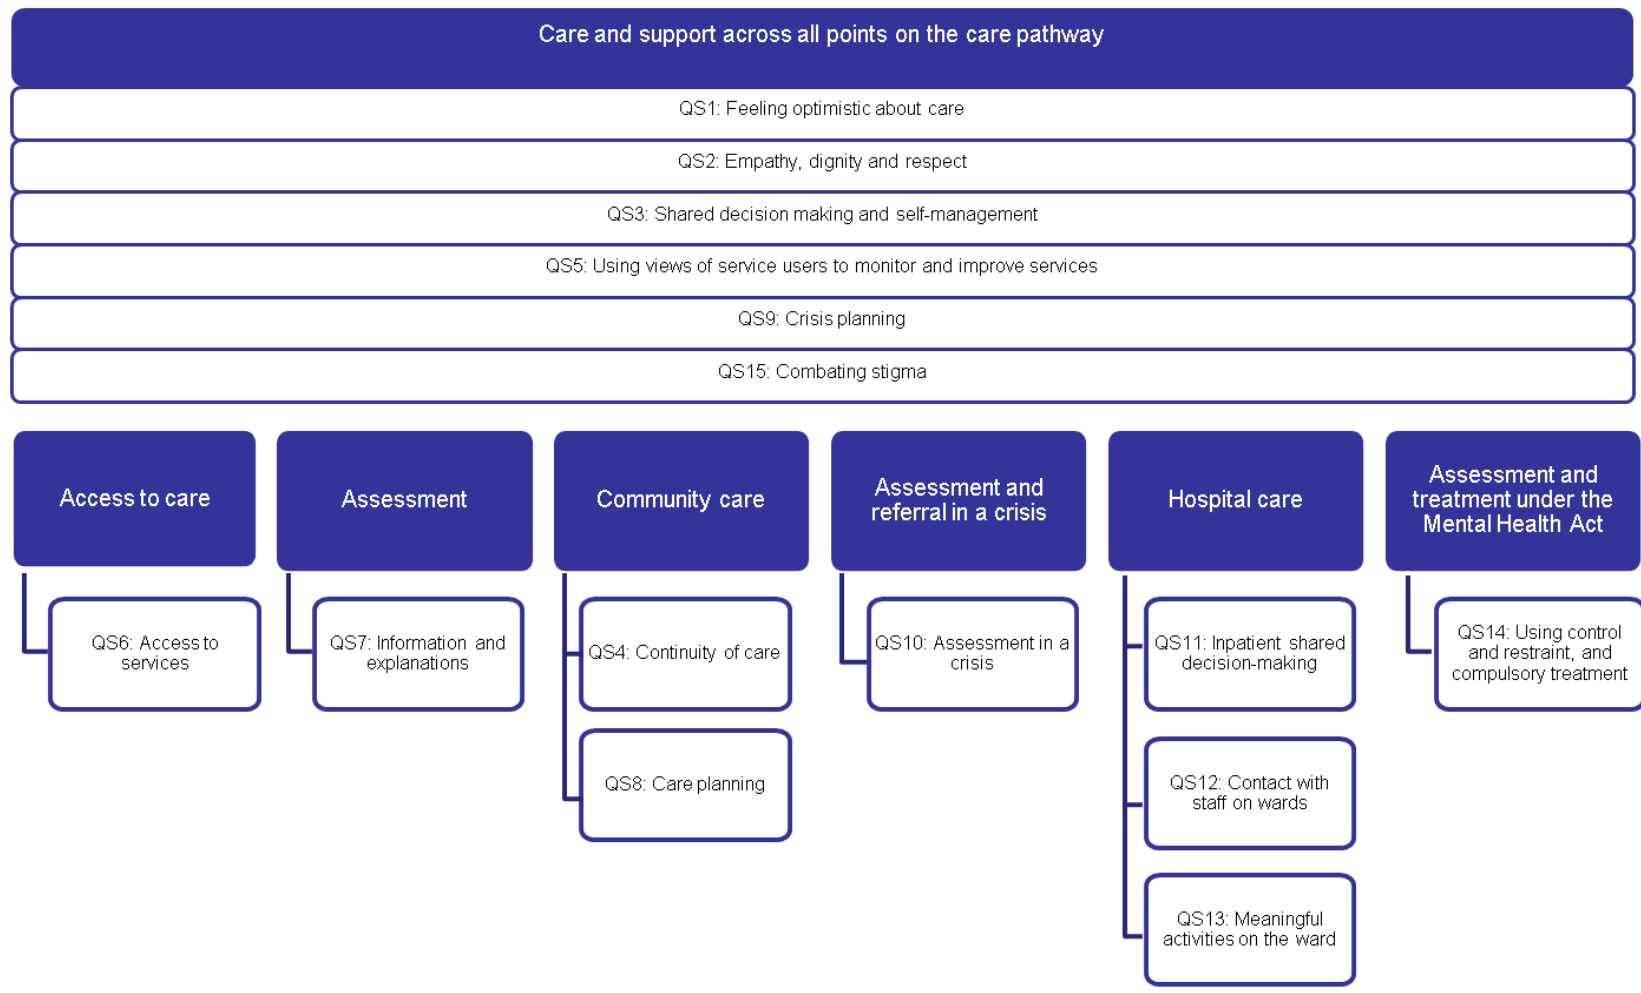 Care and support across all points on the care pathway
QS1: Feeling optimistic about care
QS2: Empathy, dignity and respect
QS3: Shared decision making and self-management
QS5: Using views of service users to monitor and improve services
QS9: Crisis planning
QS15: Combating stigma
Access to care
QS6: Access to
services
Assessment
QS7: Information and
explanations
Community care
QS4: Continuity of care
QS8: Care planning
Assessment and
referral in a crisis
QS10: Assessment in a
crisis
Hospital care
QS11: Inpatient shared
decision-making
QS12: Contact with
staff on wards
QS13: Meaningful
activities on the ward
Assessment and
treatment under the
Mental Health Act
QS14: Using control
and restraint, and
compulsory treatment